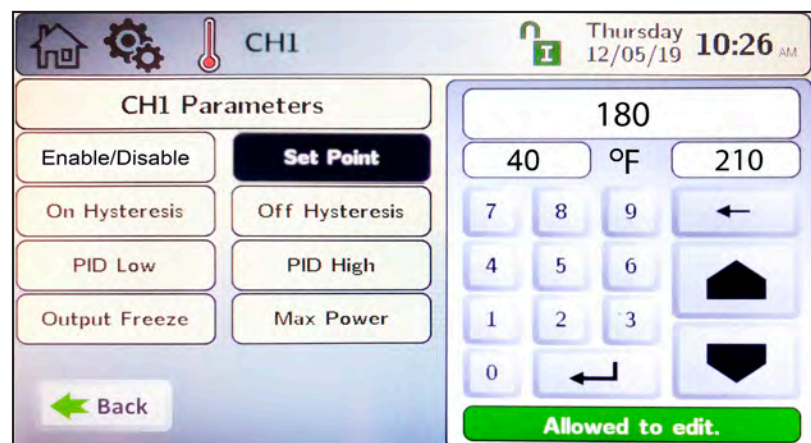 CH1
Thursday
12/05/19
10:26 AM
I
CH1 Parameters
Enable/Disable
Set Point
On Hysteresis
Off Hysteresis
PID Low
PID High
Output Freeze
Max Power
Back
180
40 °F 210
7 8 9
4 5 6
1 2 3
0
Allowed to edit.